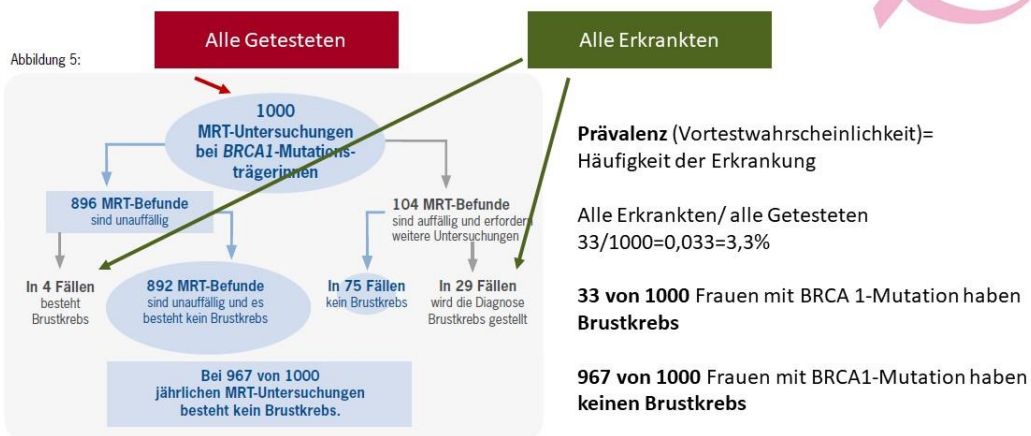 Alle Getesteten
Alle Erkrankten
Abbildung 5:
1000
MRT-Untersuchungen
bei BRCA1-Mutations-
trägerinnen
896 MRT-Befunde
sind unauffällig
104 MRT-Befunde
sind auffällig und erfordern
weitere Untersuchungen
In 4 Fällen
besteht
Brustkrebs
892 MRT-Befunde
sind unauffällig und es
besteht kein Brustkrebs
In 75 Fällen
kein Brustkrebs
In 29 Fällen
wird die Diagnose
Brustkrebs gestellt
Bei 967 von 1000
jährlichen MRT-Untersuchungen
besteht kein Brustkrebs.
Prävalenz (Vortestwahrscheinlichkeit)=
Häufigkeit der Erkrankung
Alle Erkrankten/ alle Getesteten
33/1000=0,033=3,3%
33 von 1000 Frauen mit BRCA 1-Mutation haben
Brustkrebs
967 von 1000 Frauen mit BRCA1-Mutation haben
keinen Brustkrebs